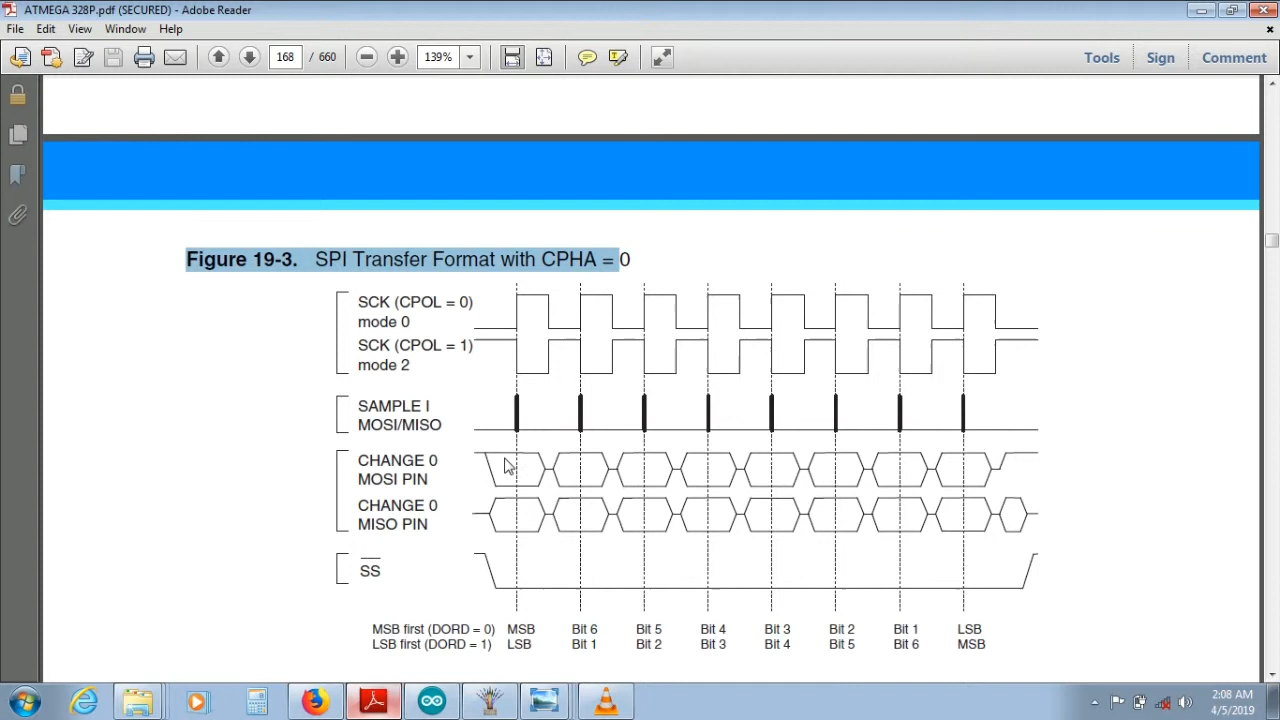 ATMEGA 328P.pdf (SECURED) - Adobe Reader
File Edit View Window Help
168 / 660 139% Tools Sign Comment
Figure 19-3. SPI Transfer Format with CPHA = 0
SCK (CPOL = 0)
mode 0
SCK (CPOL = 1)
mode 2
SAMPLE I
MOSI/MISO
CHANGE 0
MOSI PIN
CHANGE 0
MISO PIN
SS
MSB first (DORD = 0) MSB Bit 6 Bit 5 Bit 4 Bit 3 Bit 2 Bit 1 LSB
LSB first (DORD = 1) LSB Bit 1 Bit 2 Bit 3 Bit 4 Bit 5 Bit 6 MSB
2:08 AM
4/5/2019